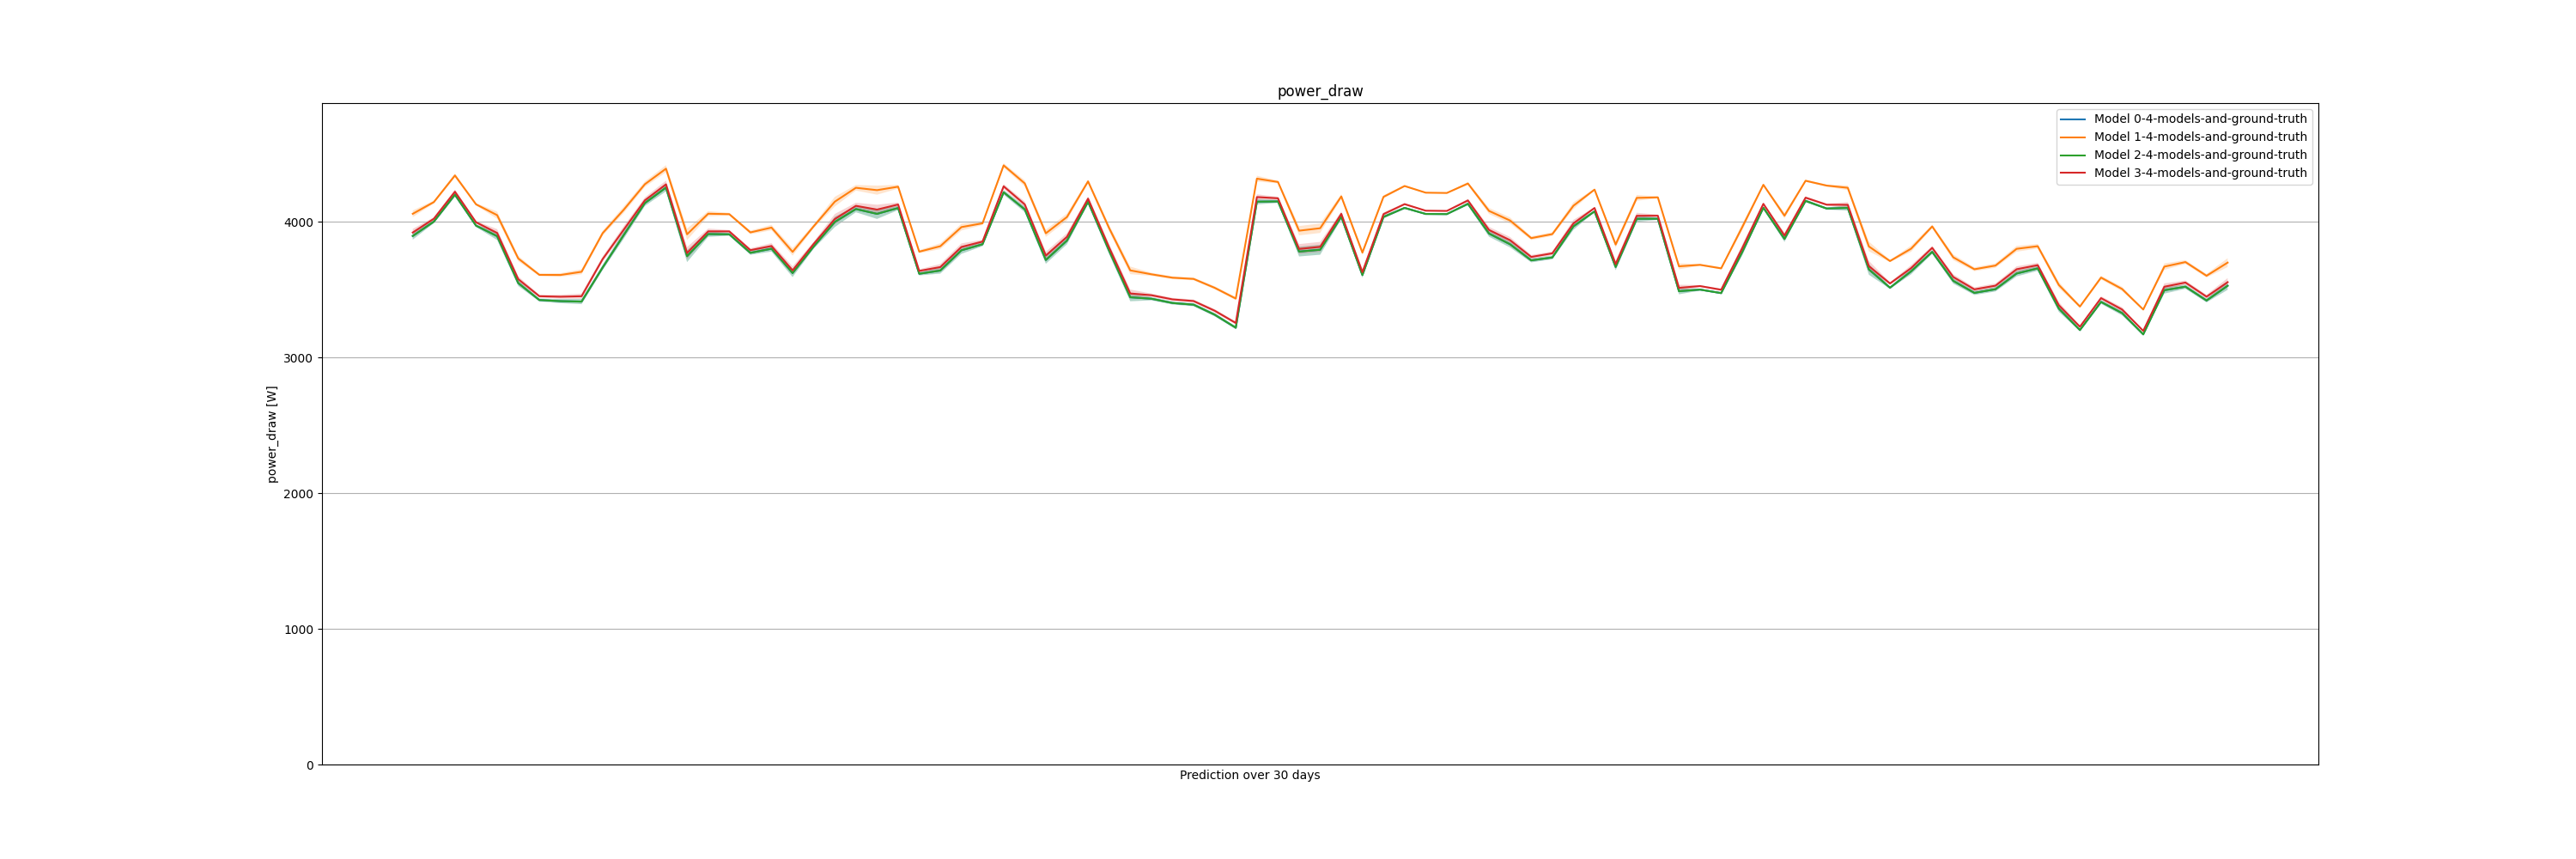 power_draw
Model 0-4-models-and-ground-truth
Model 1-4-models-and-ground-truth
Model 2-4-models-and-ground-truth
Model 3-4-models-and-ground-truth
4000
3000
power_draw [W]
2000
1000
0
Prediction over 30 days